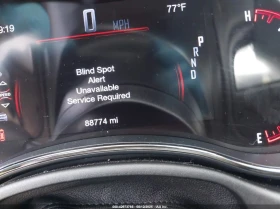 9:19
0 MPH
77°F
H
P
R
N
D
Blind Spot
Alert
Unavailable
Service Required
88774 mi
E